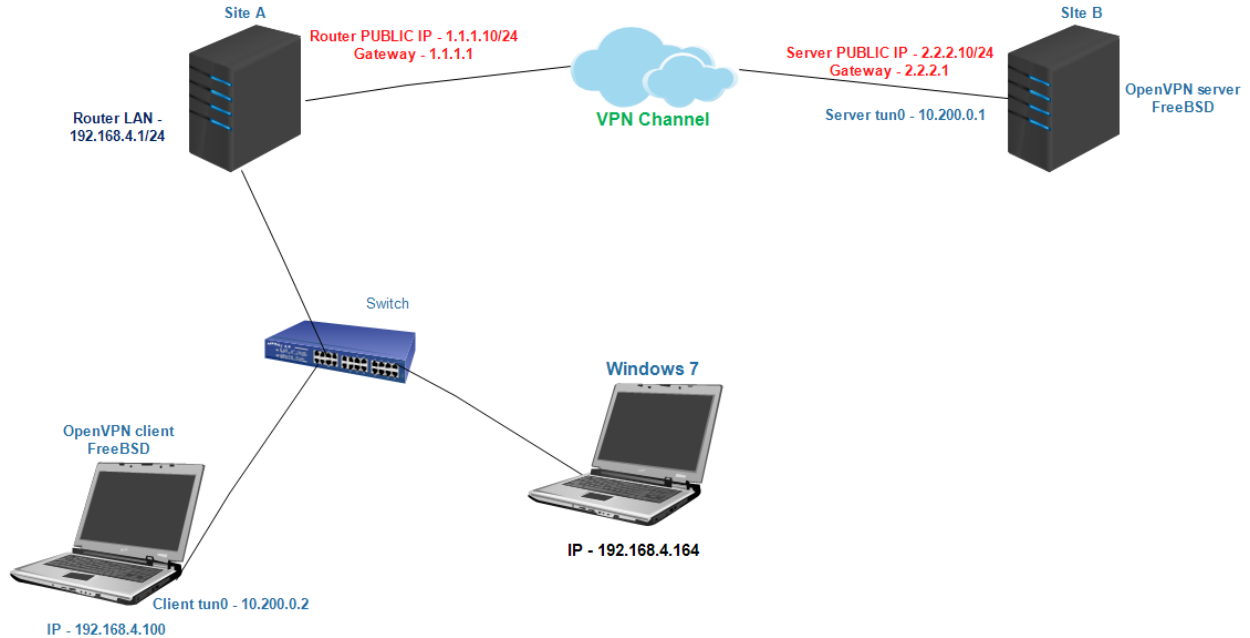 Site A
SIte B
Router PUBLIC IP - 1.1.1.10/24
Gateway - 1.1.1.1
Server PUBLIC IP - 2.2.2.10/24
Gateway - 2.2.2.1
OpenVPN server
FreeBSD
Router LAN -
192.168.4.1/24
VPN Channel
Server tun0 - 10.200.0.1
Switch
Windows 7
OpenVPN client
FreeBSD
IP - 192.168.4.164
Client tun0 - 10.200.0.2
IP - 192.168.4.100